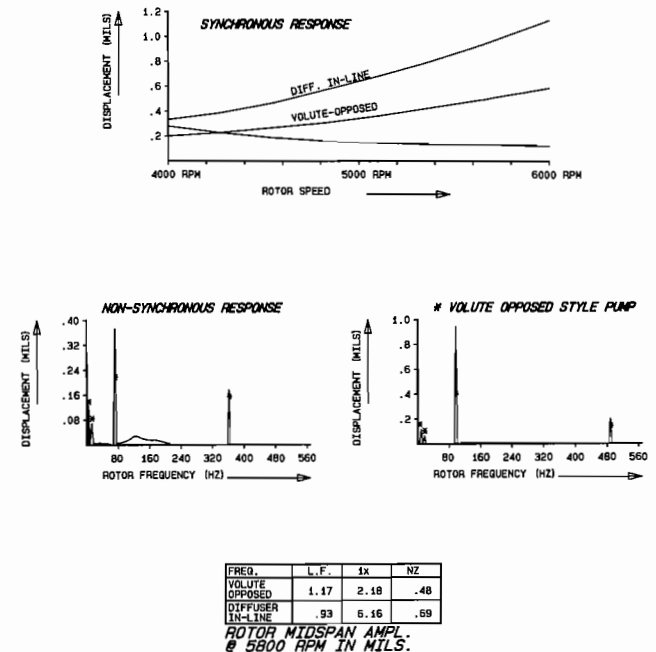 SYNCHRONOUS RESPONSE
DISPLACEMENT (MILS)
1.2
1.0
.8
.6
.4
.2
DIFF. IN-LINE
VOLUTE-OPPOSED
4000 RPM
5000 RPM
6000 RPM
ROTOR SPEED
NON-SYNCHRONOUS RESPONSE
DISPLACEMENT (MILS)
.40
.32
.24
.16
.08
80 160 240 320 400 480 560
ROTOR FREQUENCY (HZ)
* VOLUTE OPPOSED STYLE PUMP
DISPLACEMENT (MILS)
1.0
.8
.6
.4
.2
80 160 240 320 400 480 560
ROTOR FREQUENCY (HZ)
FREQ. L.F. 1x NZ
VOLUTE OPPOSED 1.17 2.18 .48
DIFFUSER IN-LINE .93 6.16 .69
ROTOR MIDSPAN AMPL.
@ 5800 RPM IN MILS.